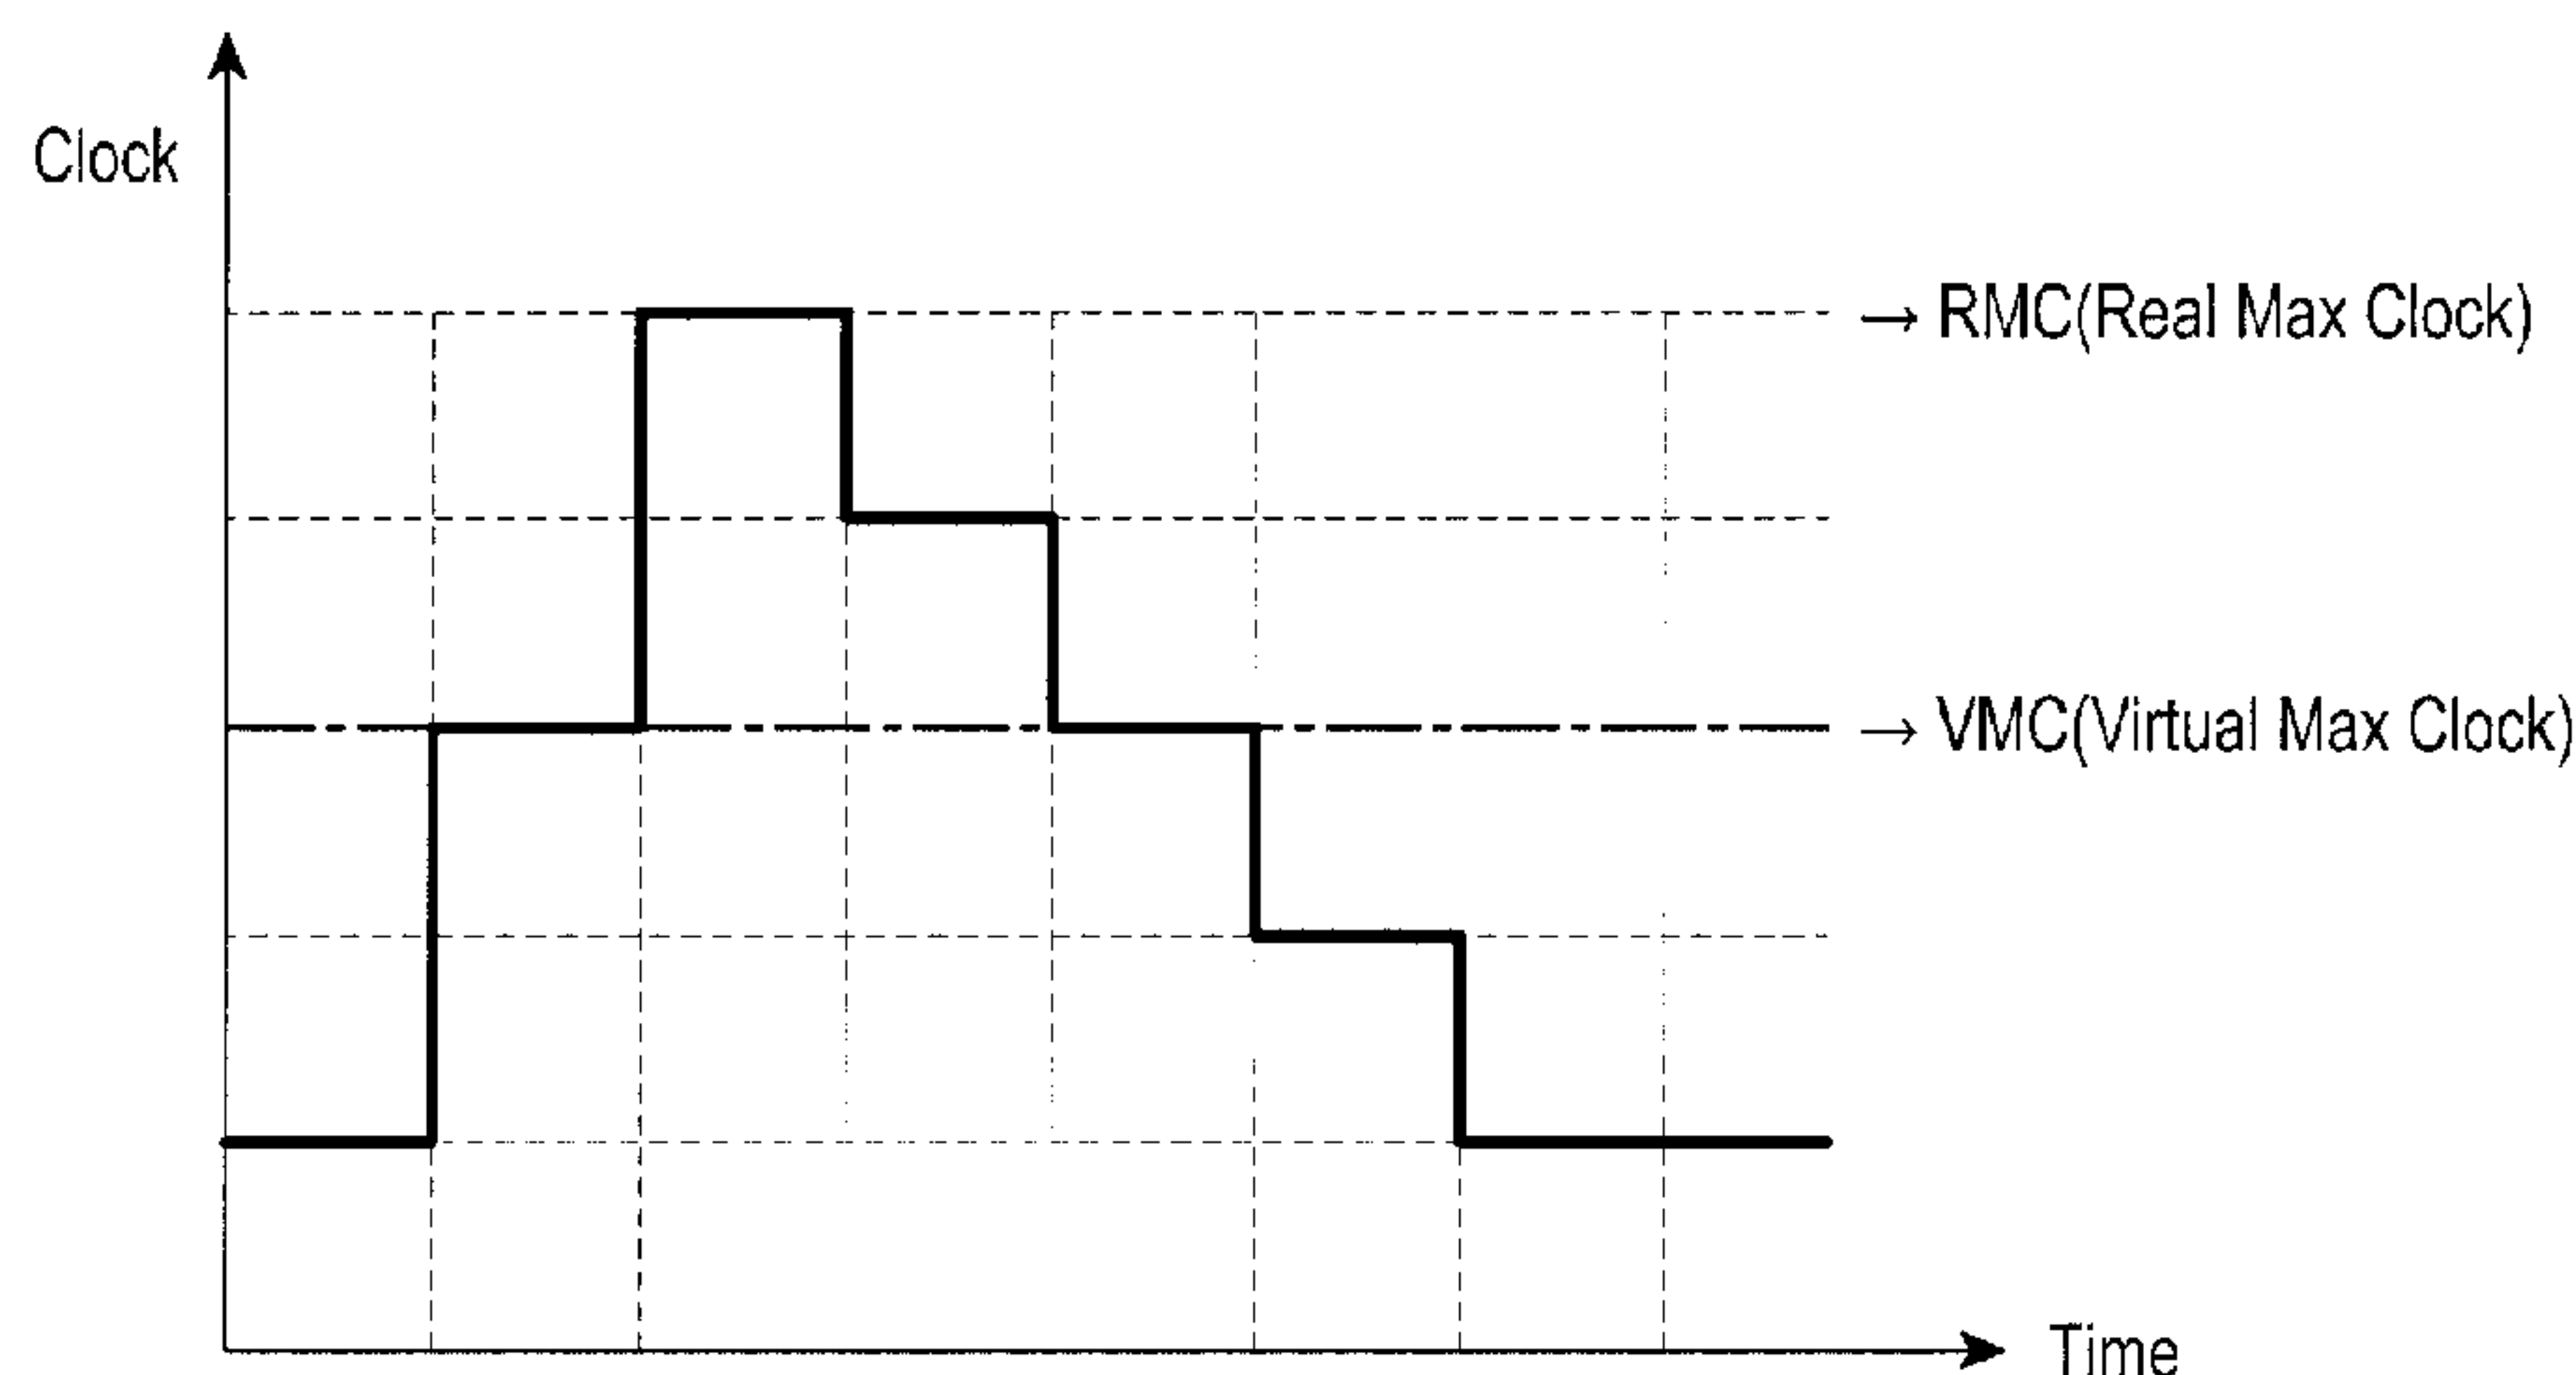 Clock
→ RMC(Real Max Clock)
→ VMC(Virtual Max Clock)
Time